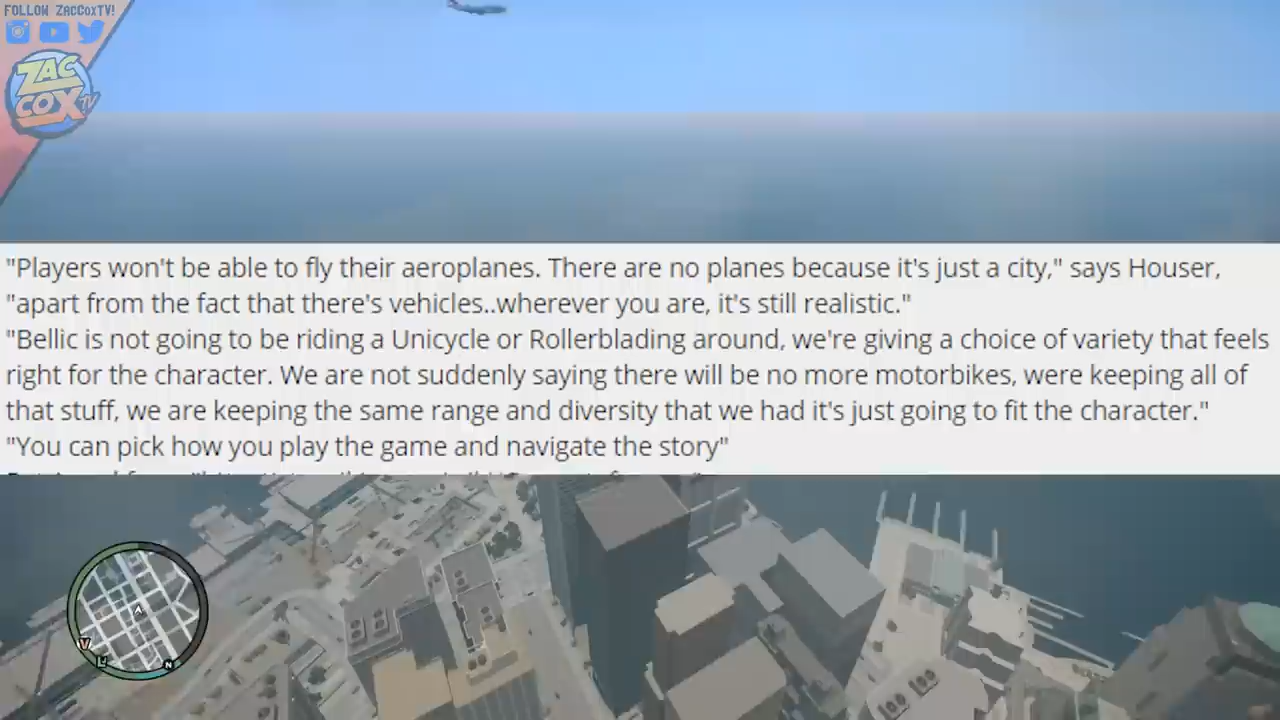 FOLLOW ZACCOXTV!
ZAC
COX TV
"Players won't be able to fly their aeroplanes. There are no planes because it's just a city," says Houser,
"apart from the fact that there's vehicles..wherever you are, it's still realistic."
"Bellic is not going to be riding a Unicycle or Rollerblading around, we're giving a choice of variety that feels
right for the character. We are not suddenly saying there will be no more motorbikes, were keeping all of
that stuff, we are keeping the same range and diversity that we had it's just going to fit the character."
"You can pick how you play the game and navigate the story"
V
L
N